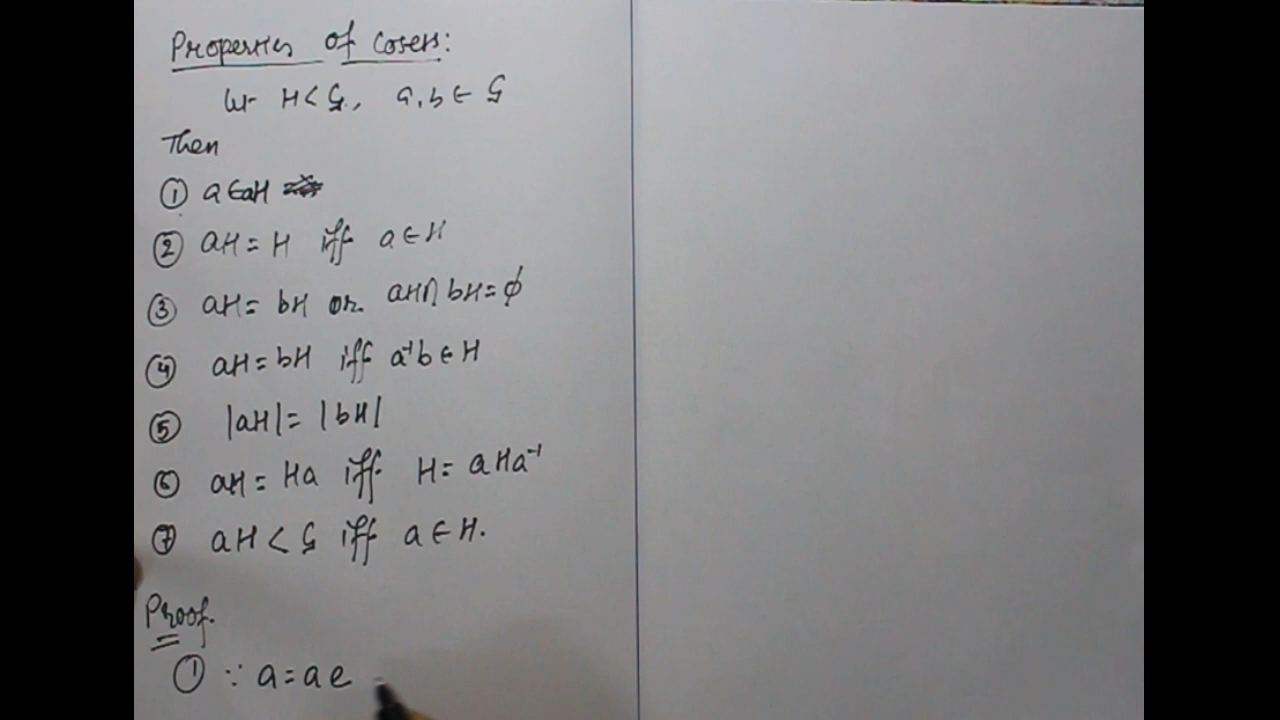 Properties of Cosets:
Let H < G, a, b ∈ G
Then
① a ∈ aH
② aH = H iff a ∈ H
③ aH = bH or. aH ∩ bH = ϕ
④ aH = bH iff a⁻¹b ∈ H
⑤ |aH| = |bH|
⑥ aH = Ha iff H = aHa⁻¹
⑦ aH < G iff a ∈ H.
Proof.
① ∵ a = ae